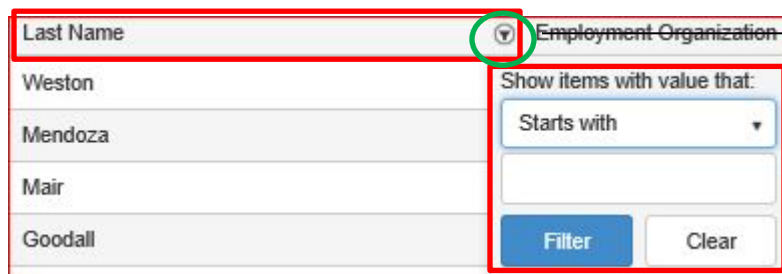 Last Name Employment Organization
Weston
Show items with value that:
Starts with
Mendoza
Mair
Goodall
Filter Clear